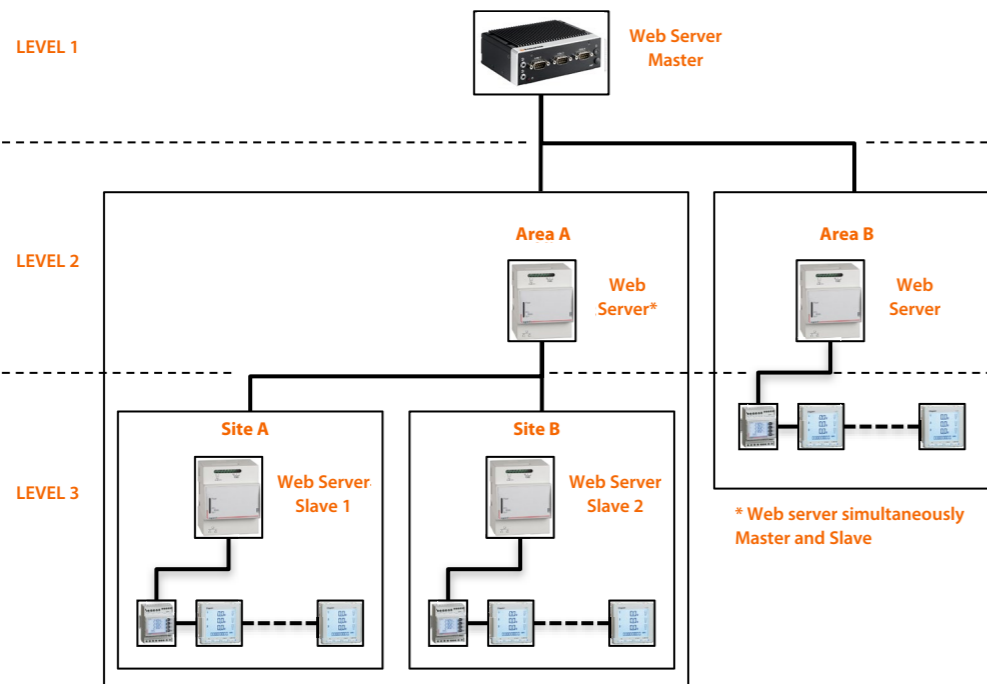 LEVEL 1
Web Server
Master
LEVEL 2
Area A
Web
Server*
Area B
Web
Server
LEVEL 3
Site A
Web Server
Slave 1
Site B
Web Server
Slave 2
* Web server simultaneously
Master and Slave